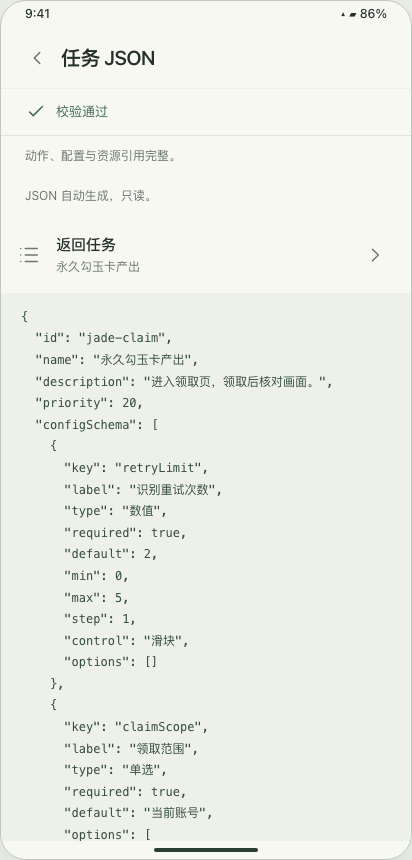 9:41
86%
任务 JSON
校验通过
动作、配置与资源引用完整。
JSON 自动生成，只读。
返回任务
永久勾玉卡产出
{
  "id": "jade-claim",
  "name": "永久勾玉卡产出",
  "description": "进入领取页，领取后核对画面。",
  "priority": 20,
  "configSchema": [
    {
      "key": "retryLimit",
      "label": "识别重试次数",
      "type": "数值",
      "required": true,
      "default": 2,
      "min": 0,
      "max": 5,
      "step": 1,
      "control": "滑块",
      "options": []
    },
    {
      "key": "claimScope",
      "label": "领取范围",
      "type": "单选",
      "required": true,
      "default": "当前账号",
      "options": [